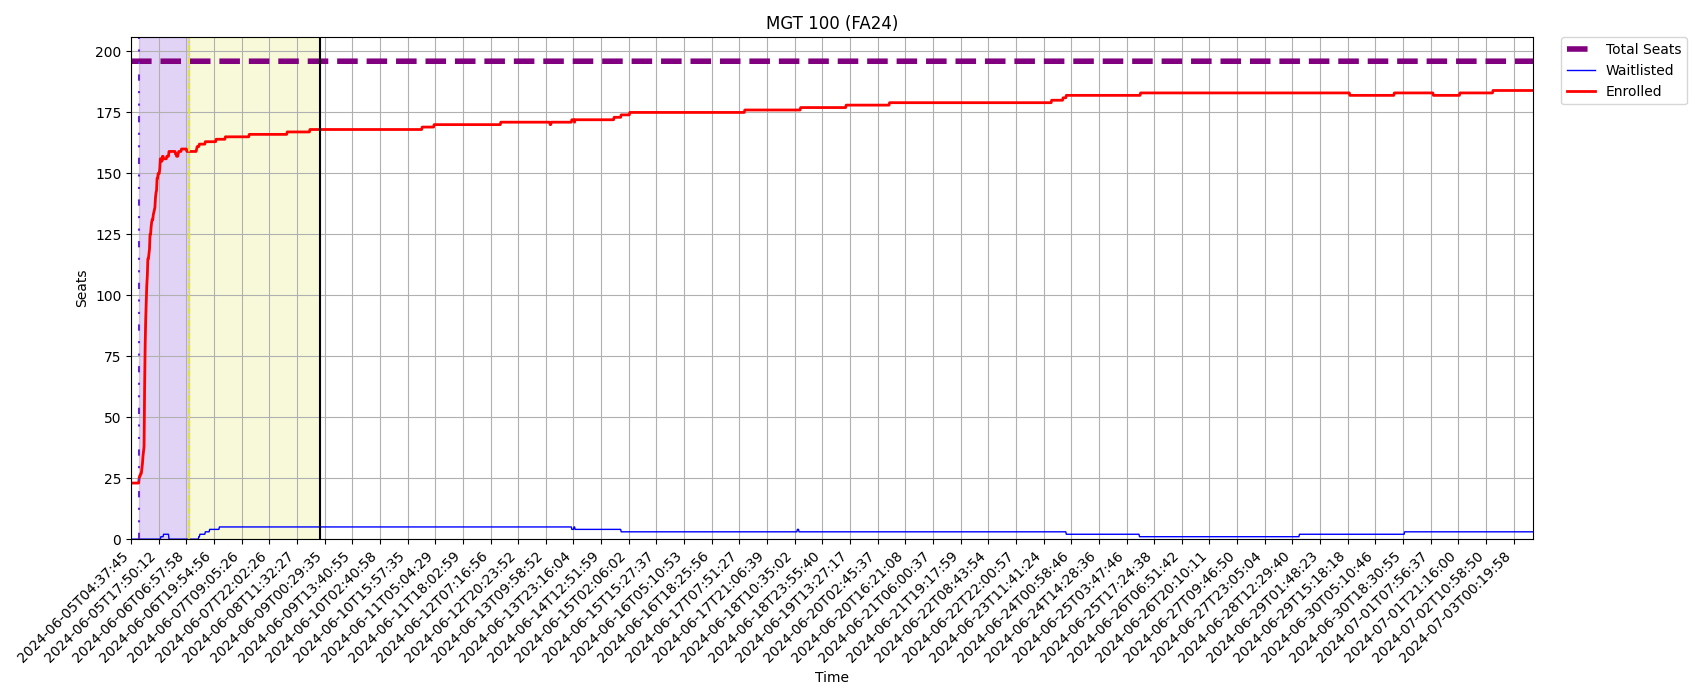 MGT 100 (FA24)
Total Seats
Waitlisted
Enrolled
Seats
200
175
150
125
100
75
50
25
0
2024-06-05T04:37:45
2024-06-05T17:50:12
2024-06-06T06:57:58
2024-06-06T19:54:56
2024-06-07T09:05:26
2024-06-07T22:02:26
2024-06-08T11:32:27
2024-06-09T00:29:35
2024-06-09T13:40:55
2024-06-10T02:40:58
2024-06-10T15:57:35
2024-06-11T05:04:29
2024-06-11T18:02:59
2024-06-12T07:16:56
2024-06-12T20:23:52
2024-06-13T09:58:52
2024-06-13T23:16:04
2024-06-14T12:51:59
2024-06-15T02:06:02
2024-06-15T15:27:37
2024-06-16T05:10:53
2024-06-16T18:25:56
2024-06-17T07:51:27
2024-06-17T21:06:39
2024-06-18T10:35:02
2024-06-18T23:55:40
2024-06-19T13:27:17
2024-06-20T02:45:37
2024-06-20T16:21:08
2024-06-21T06:00:37
2024-06-21T19:17:59
2024-06-22T08:43:54
2024-06-22T22:00:57
2024-06-23T11:41:24
2024-06-24T00:58:46
2024-06-24T14:28:36
2024-06-25T03:47:46
2024-06-25T17:24:38
2024-06-26T06:51:42
2024-06-26T20:10:11
2024-06-27T09:46:50
2024-06-27T23:05:04
2024-06-28T12:29:40
2024-06-29T01:48:23
2024-06-29T15:18:18
2024-06-30T05:10:46
2024-06-30T18:30:55
2024-07-01T07:56:37
2024-07-01T21:16:00
2024-07-02T10:58:50
2024-07-03T00:19:58
Time